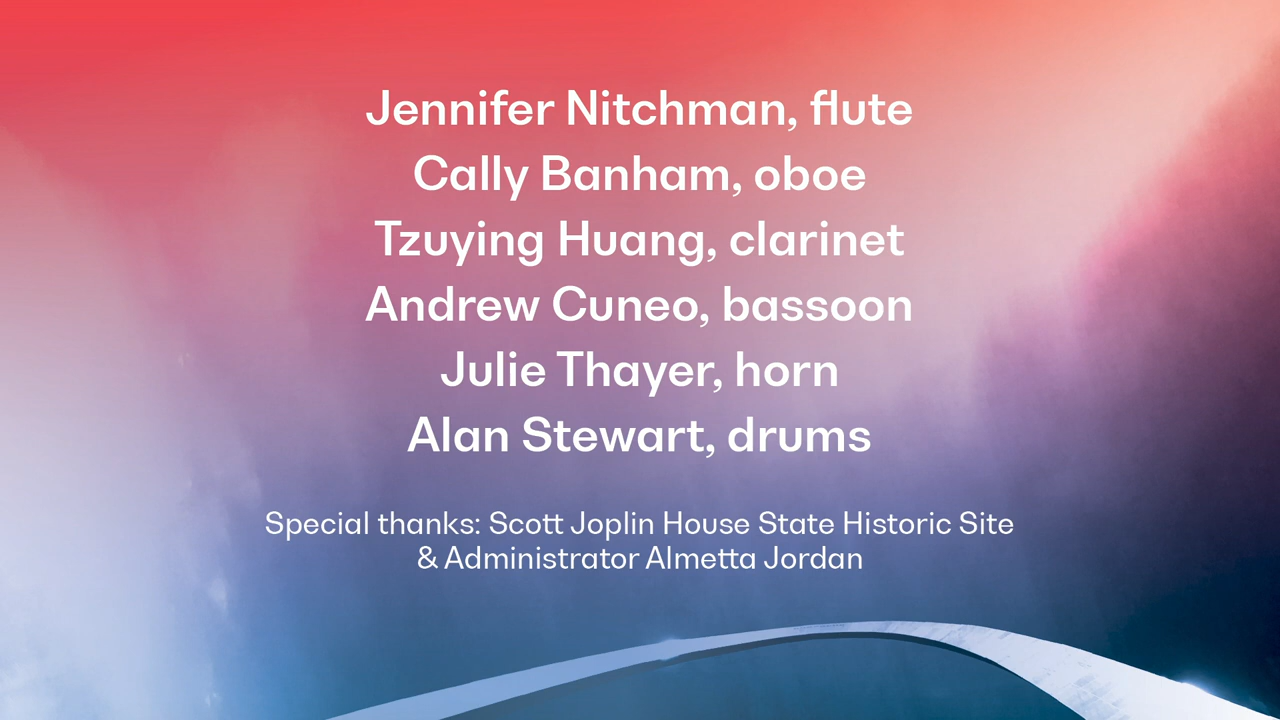 Jennifer Nitchman, flute
Cally Banham, oboe
Tzuying Huang, clarinet
Andrew Cuneo, bassoon
Julie Thayer, horn
Alan Stewart, drums
Special thanks: Scott Joplin House State Historic Site
& Administrator Almetta Jordan